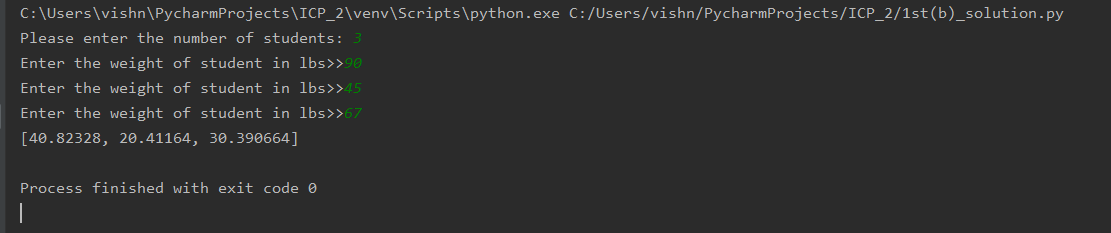 C:\Users\vishn\PycharmProjects\ICP_2\venv\Scripts\python.exe C:/Users/vishn/PycharmProjects/ICP_2/1st(b)_solution.py
Please enter the number of students: 3
Enter the weight of student in lbs>>90
Enter the weight of student in lbs>>45
Enter the weight of student in lbs>>67
[40.82328, 20.41164, 30.390664]
Process finished with exit code 0